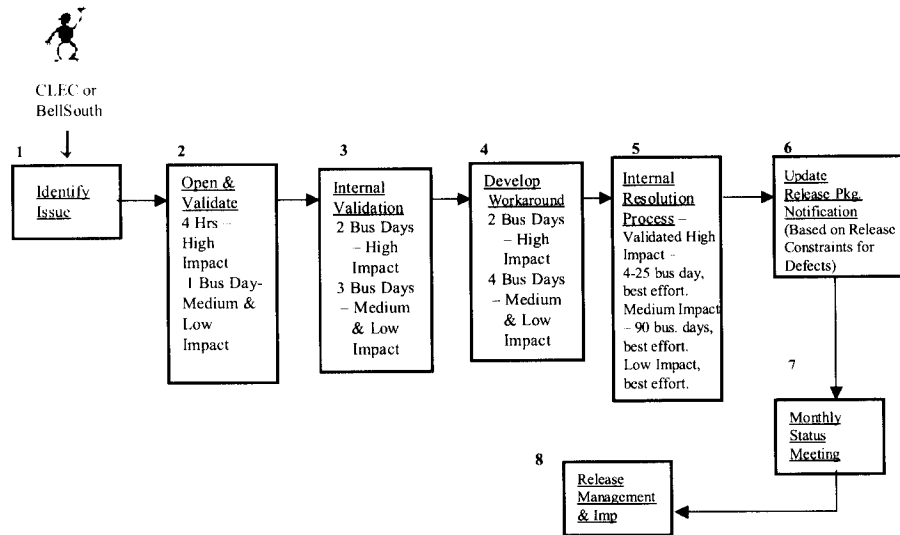 CLEC or
BellSouth
1
Identify
Issue
2
Open &
Validate
4 Hrs –
High
Impact
1 Bus Day-
Medium &
Low
Impact
3
Internal
Validation
2 Bus Days
– High
Impact
3 Bus Days
– Medium
& Low
Impact
4
Develop
Workaround
2 Bus Days
– High
Impact
4 Bus Days
– Medium
& Low
Impact
5
Internal
Resolution
Process –
Validated High
Impact -
4-25 bus day,
best effort.
Medium Impact
– 90 bus. days,
best effort.
Low Impact,
best effort.
6
Update
Release Pkg.
Notification
(Based on Release
Constraints for
Defects)
7
Monthly
Status
Meeting
8
Release
Management
& Imp